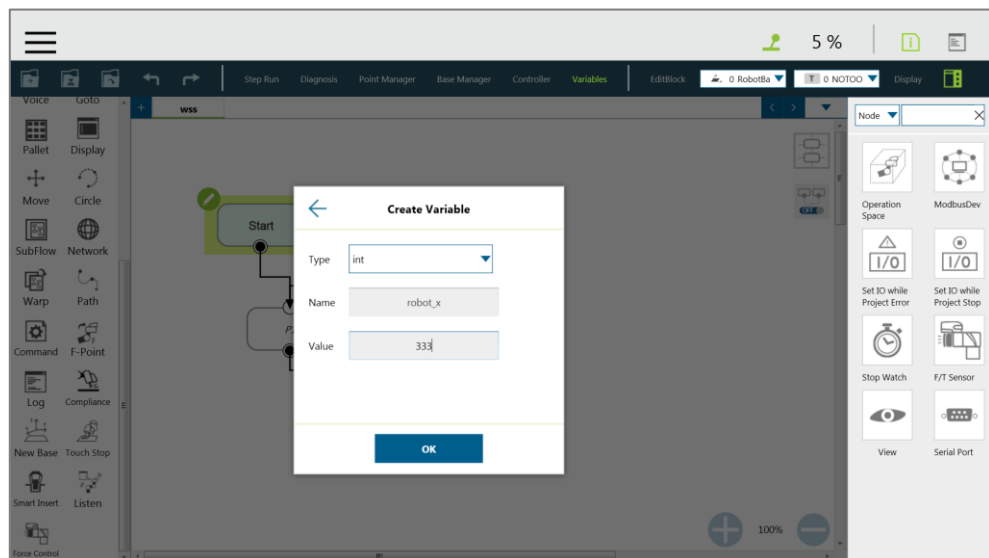 5 %
Step Run Diagnosis Point Manager Base Manager Controller Variables EditBlock 0 RobotBa T 0 NOTOO Display
Voice Goto
+ wss
Node
Pallet Display
Move Circle
SubFlow Network
Warp Path
Command F-Point
Log Compliance
New Base Touch Stop
Smart Insert Listen
Force Control
Start
OFF
Create Variable
Type int
Name robot_x
Value 333
OK
100%
Operation Space
ModbusDev
I/O
I/O
Set IO while Project Error
Set IO while Project Stop
Stop Watch
F/T Sensor
View
Serial Port